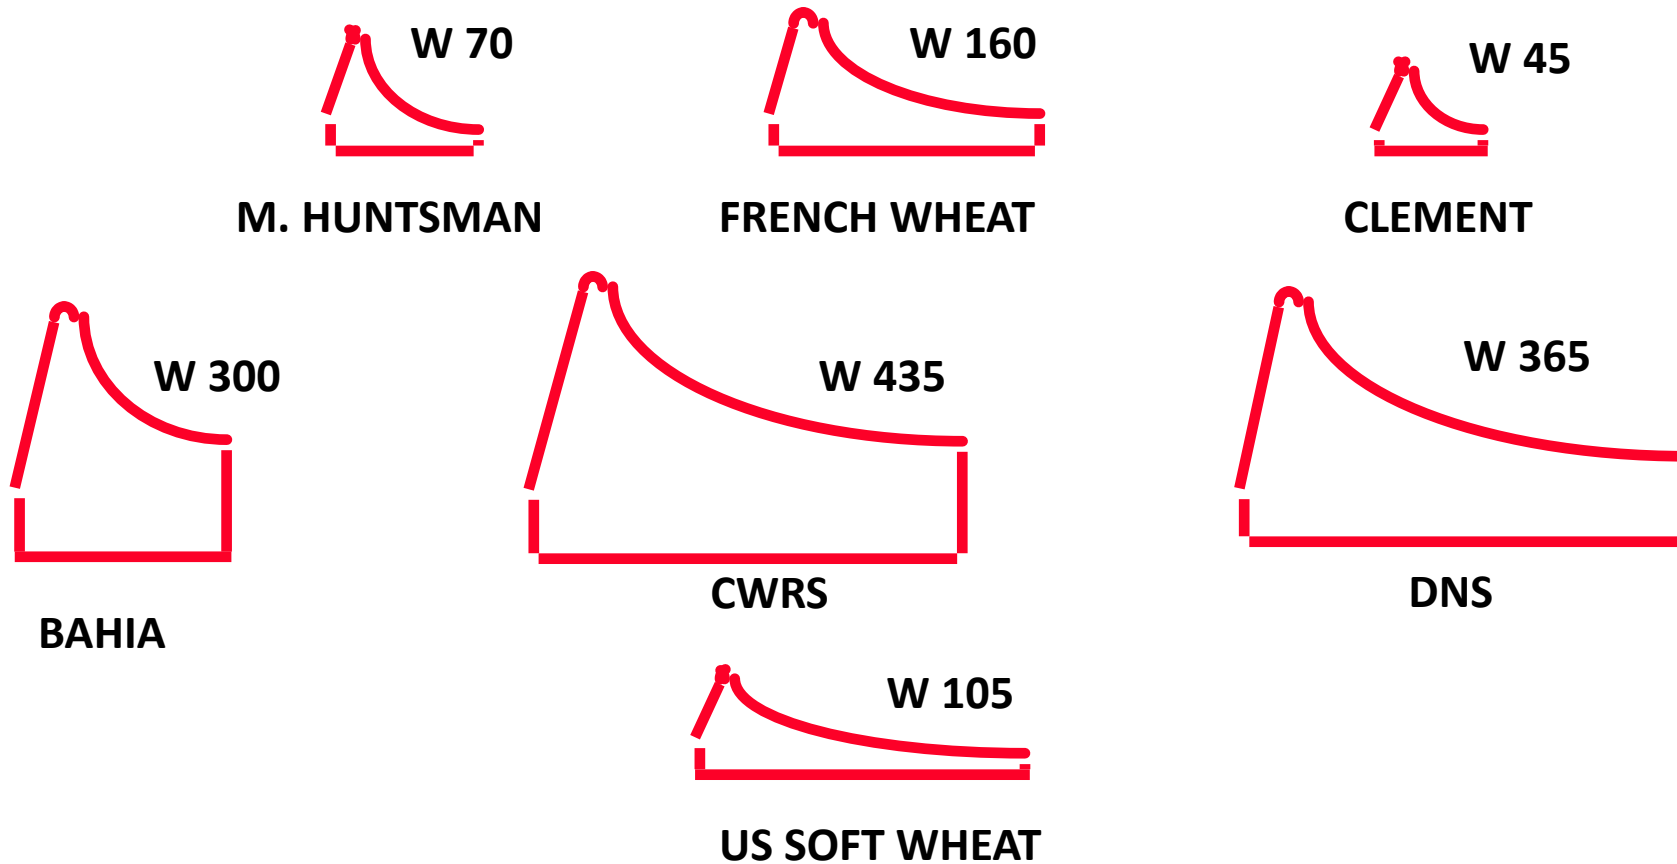 W 70
W 160
W 45
M. HUNTSMAN
FRENCH WHEAT
CLEMENT
W 300
W 435
W 365
BAHIA
CWRS
DNS
W 105
US SOFT WHEAT